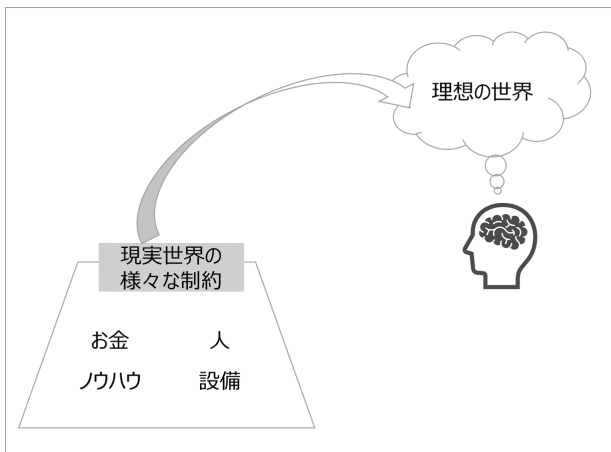 理想の世界
現実世界の
様々な制約
お金 人
ノウハウ 設備